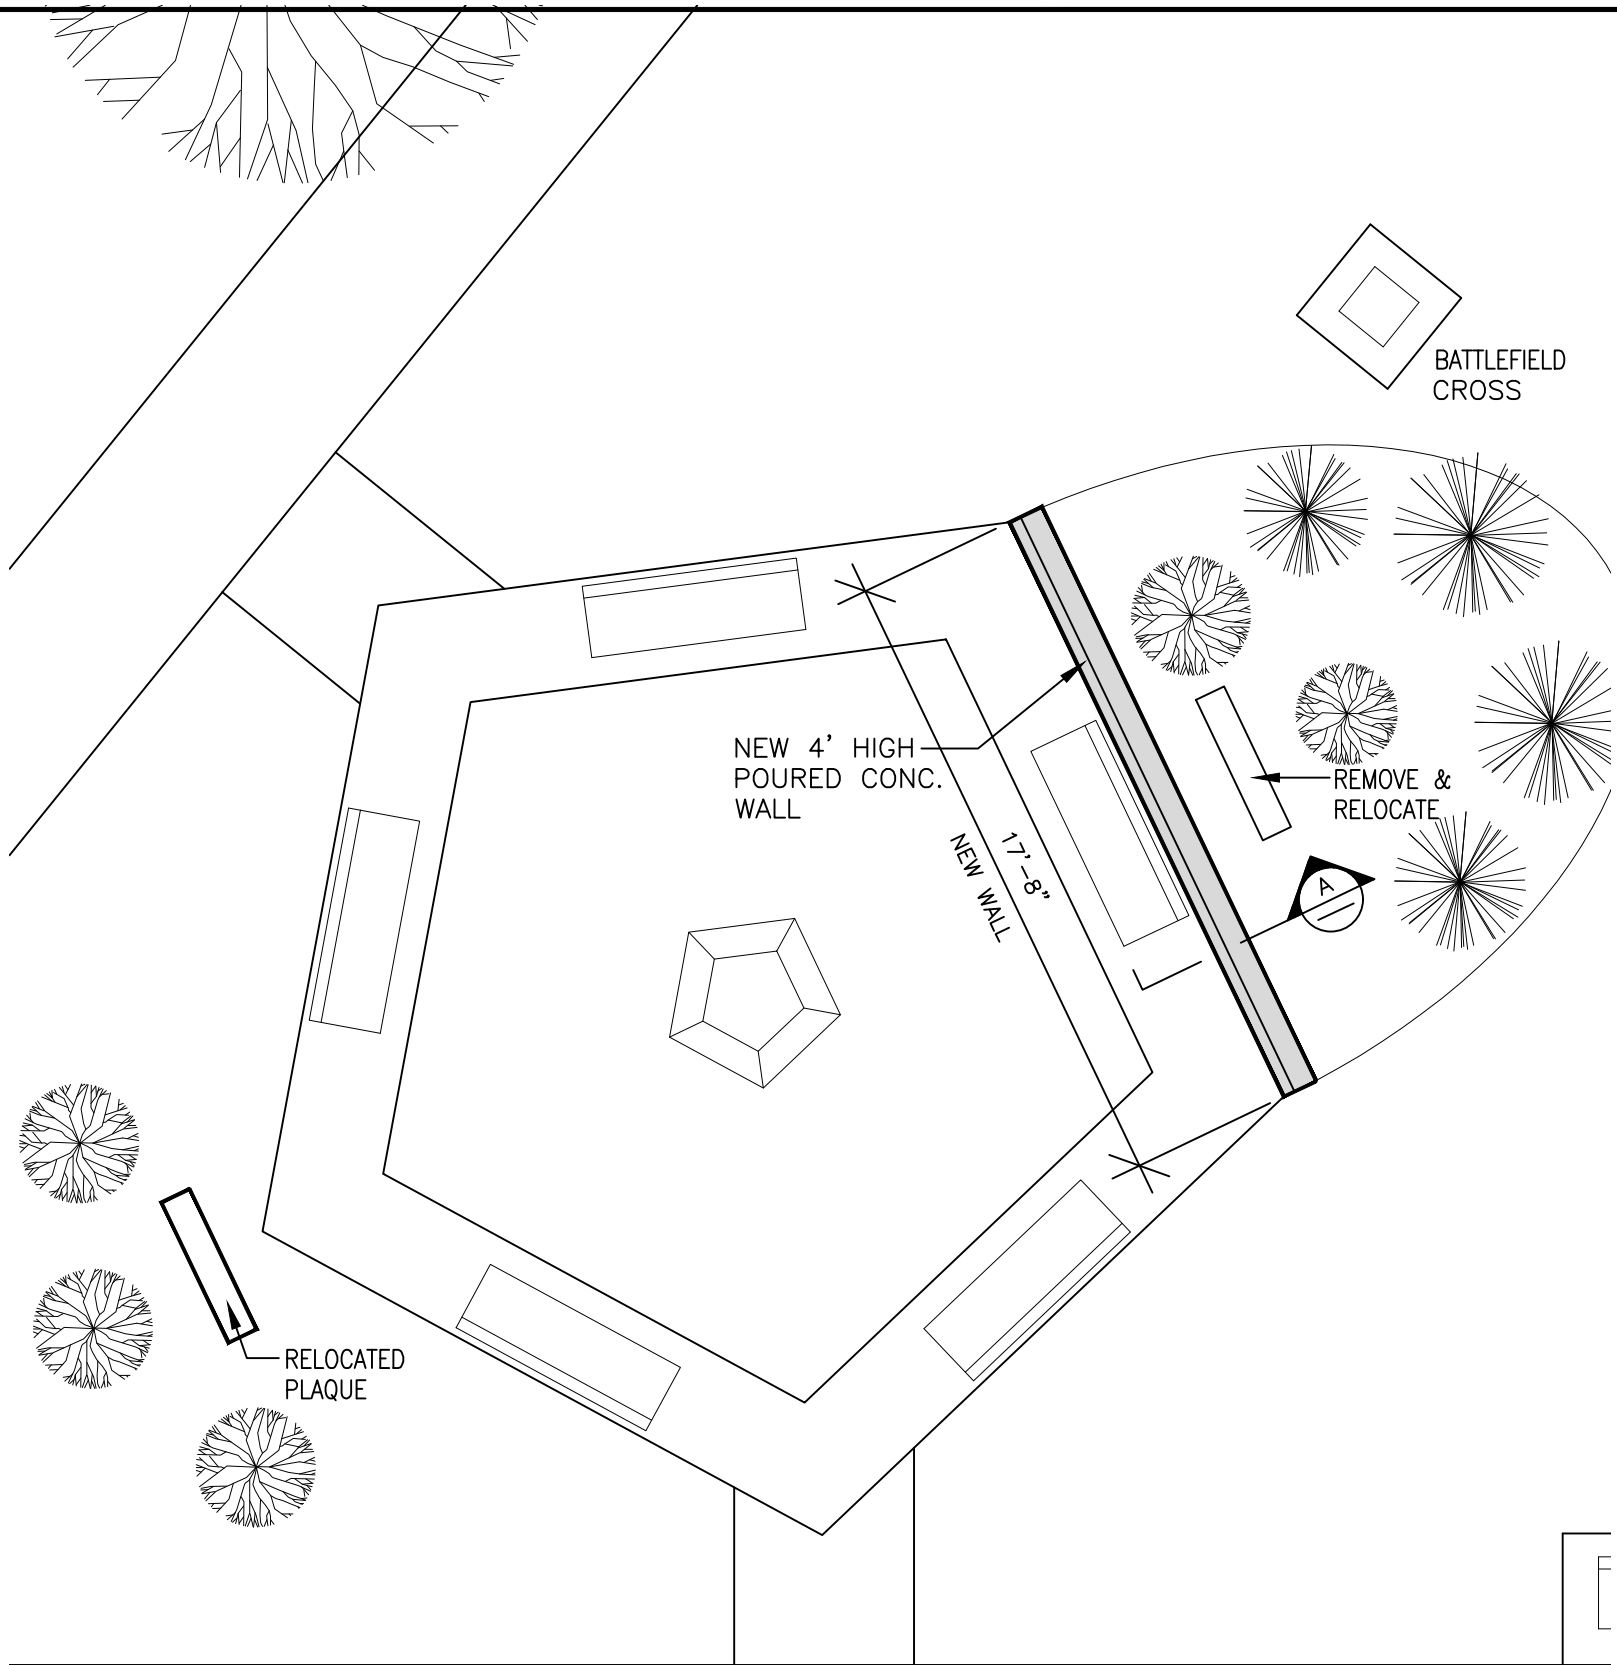 BATTLEFIELD
CROSS
NEW 4' HIGH
POURED CONC.
WALL
REMOVE &
RELOCATE
17'-8"
NEW WALL
A
RELOCATED
PLAQUE